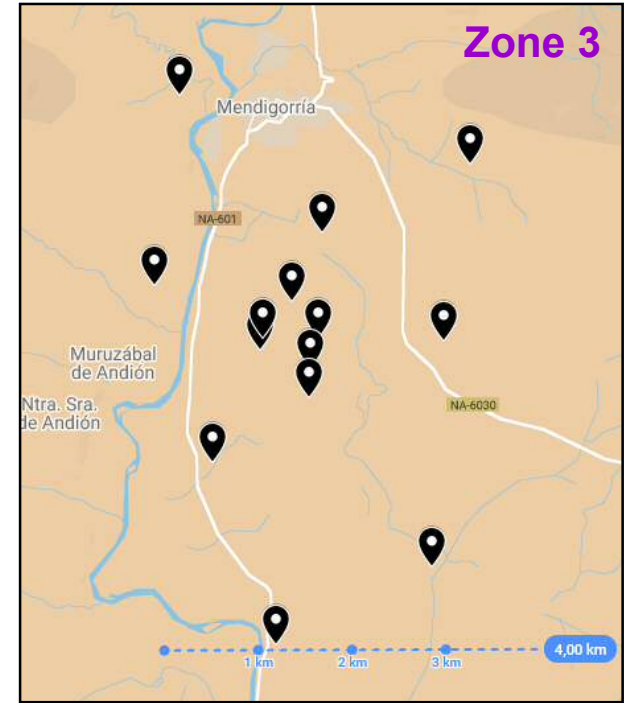 Zone 3
Mendigorría
NA-601
Muruzábal
de Andión
Ntra. Sra.
de Andión
NA-6030
1 km
2 km
3 km
4,00 km